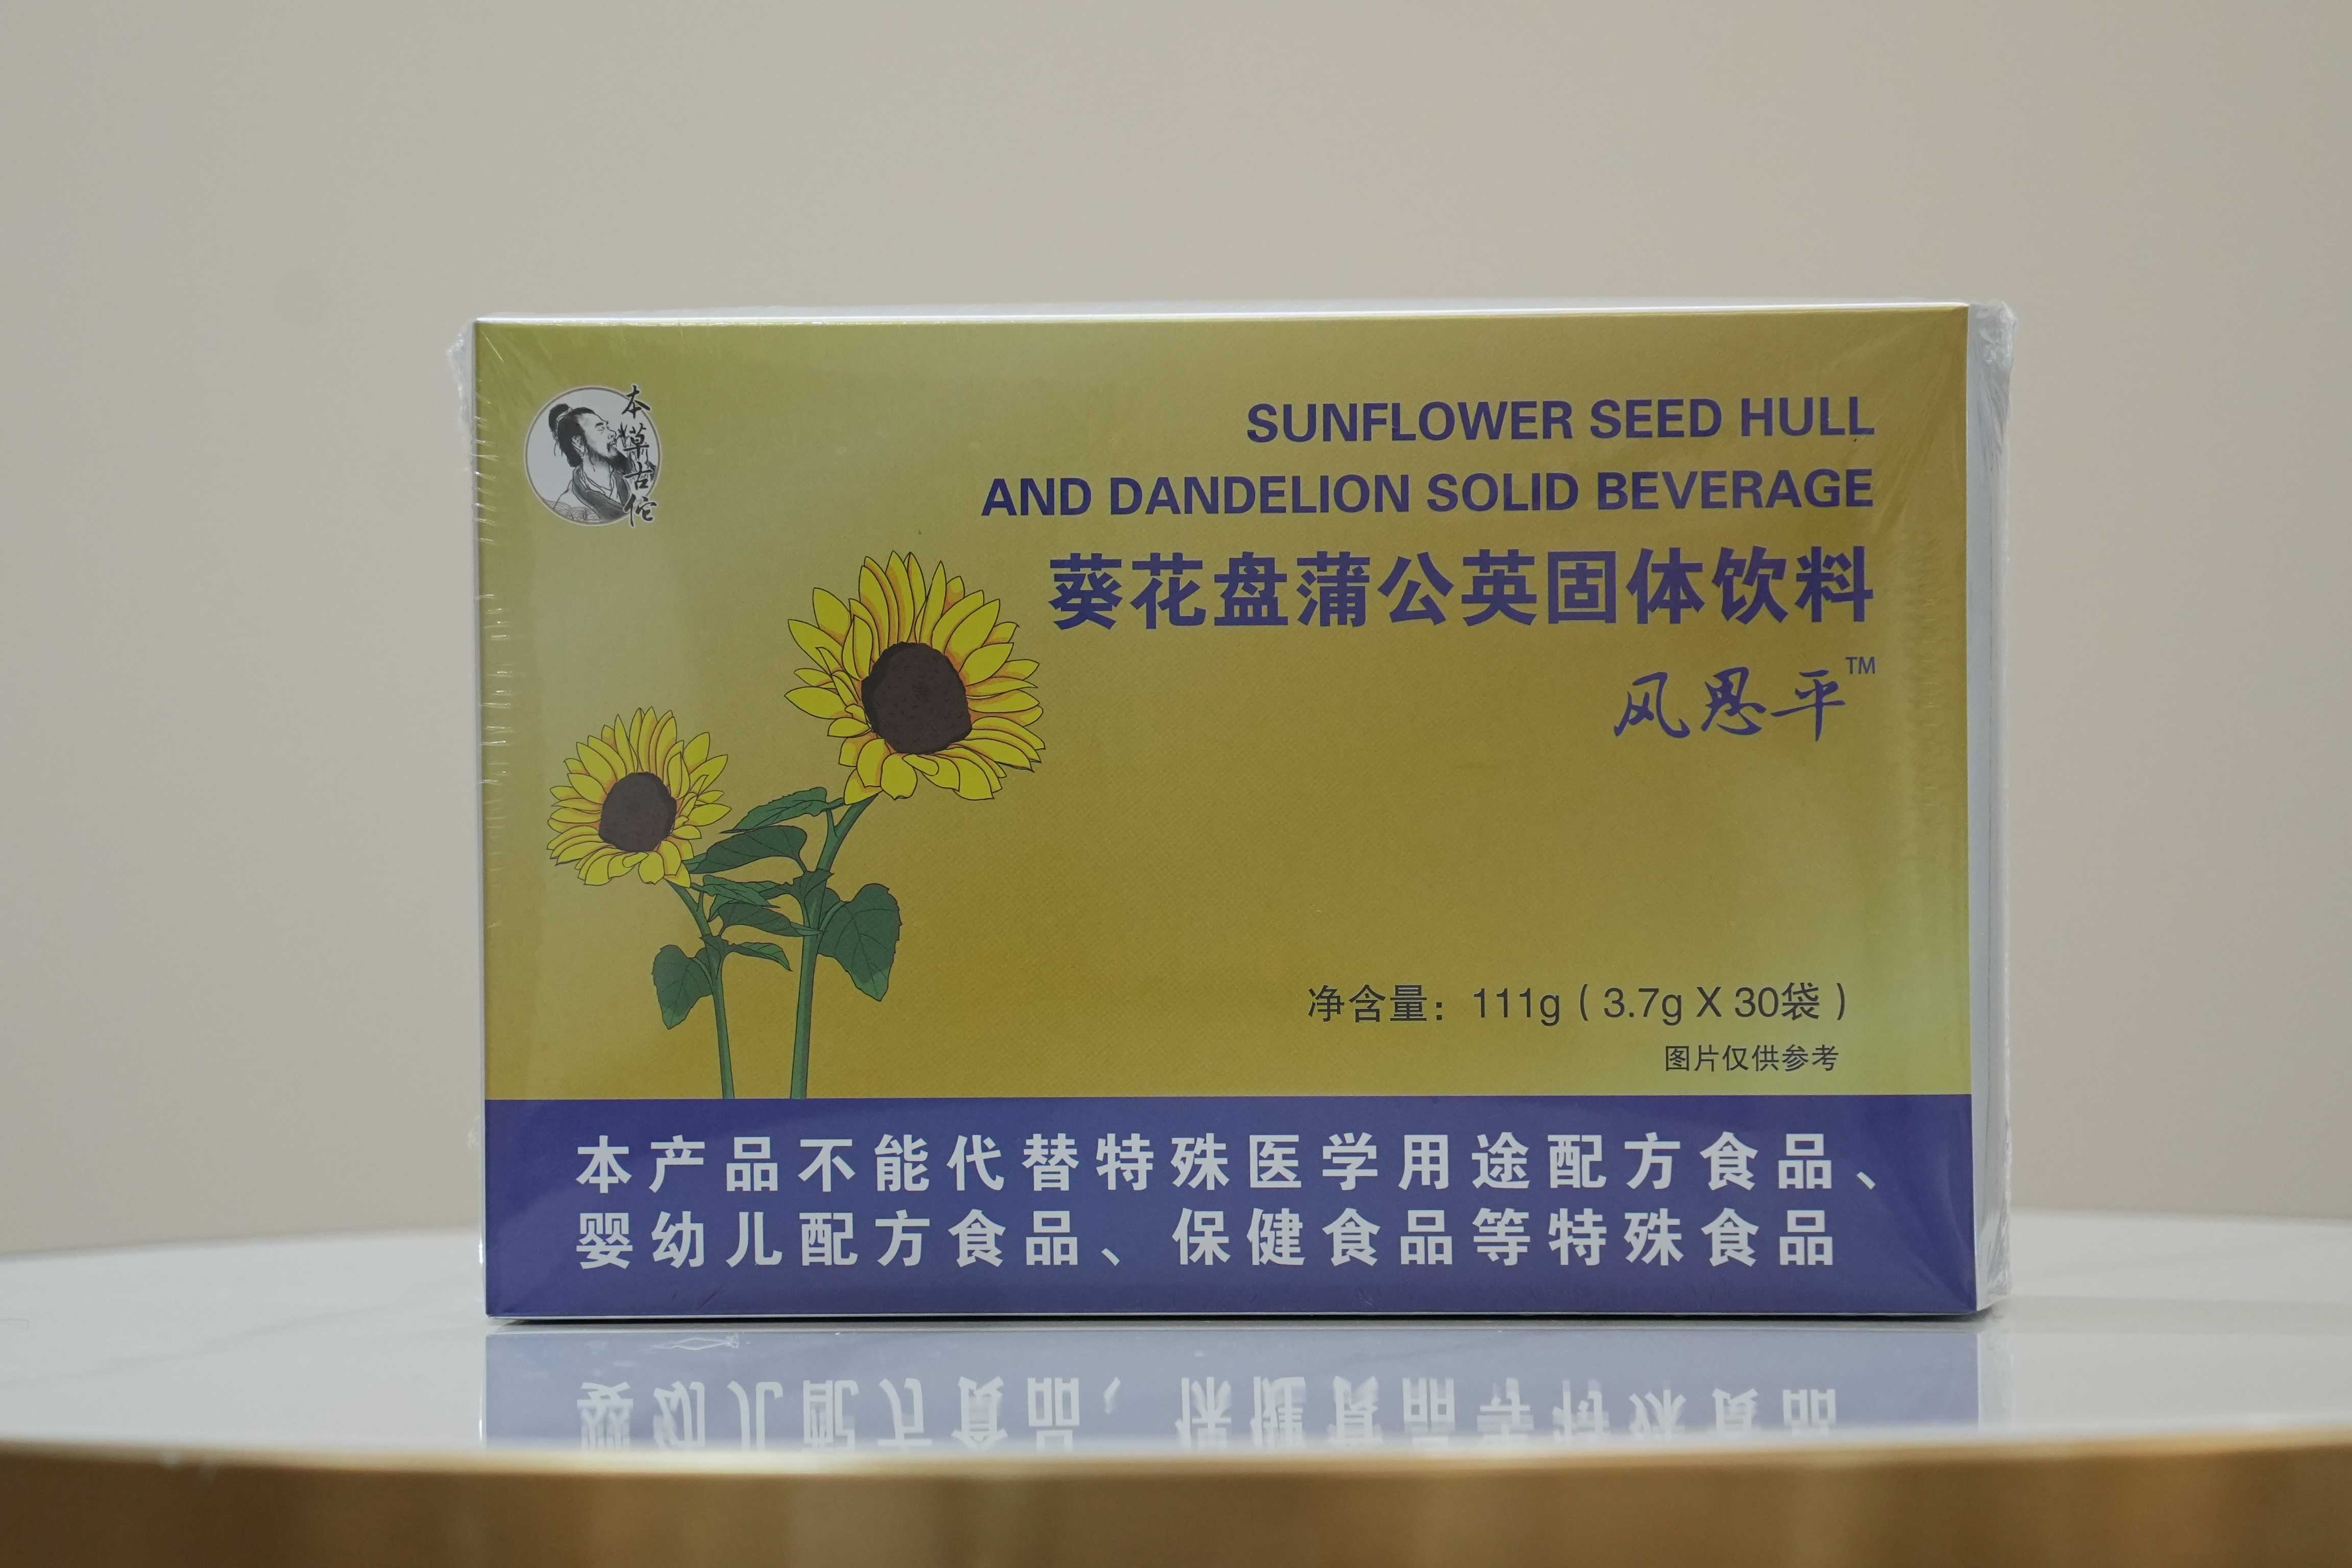 本草古佗
SUNFLOWER SEED HULL
AND DANDELION SOLID BEVERAGE
葵花盘蒲公英固体饮料
风恩平™
净含量：111g（3.7g X 30袋）
图片仅供参考
本产品不能代替特殊医学用途配方食品、
婴幼儿配方食品、保健食品等特殊食品